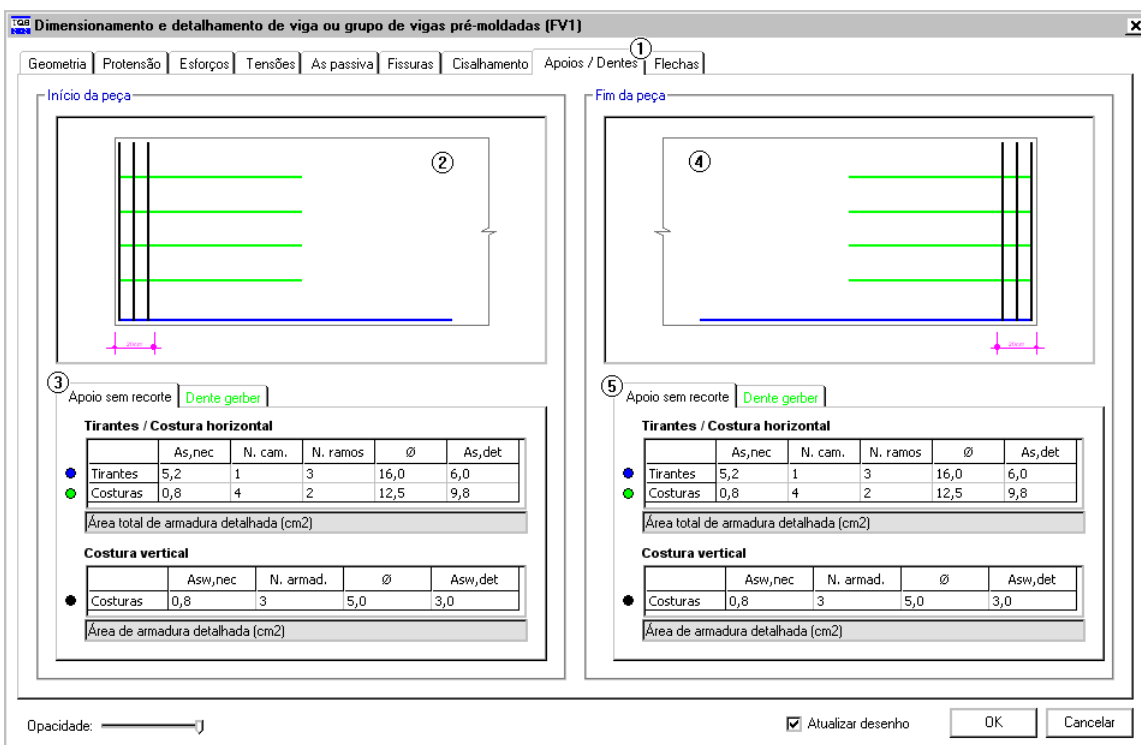 TQS Dimensionamento e detalhamento de viga ou grupo de vigas pré-moldadas (FV1)
1
Geometria Protensão Esforços Tensões As passiva Fissuras Cisalhamento Apoios / Dentes Flechas
Início da peça
2
20cm
3
Apoio sem recorte Dente gerber
Tirantes / Costura horizontal
As,nec N. cam. N. ramos Ø As,det
Tirantes 5,2 1 3 16,0 6,0
Costuras 0,8 4 2 12,5 9,8
Área total de armadura detalhada (cm2)
Costura vertical
Asw,nec N. armad. Ø Asw,det
Costuras 0,8 3 5,0 3,0
Área de armadura detalhada (cm2)
Fim da peça
4
20cm
5
Apoio sem recorte Dente gerber
Tirantes / Costura horizontal
As,nec N. cam. N. ramos Ø As,det
Tirantes 5,2 1 3 16,0 6,0
Costuras 0,8 4 2 12,5 9,8
Área total de armadura detalhada (cm2)
Costura vertical
Asw,nec N. armad. Ø Asw,det
Costuras 0,8 3 5,0 3,0
Área de armadura detalhada (cm2)
Opacidade: Atualizar desenho OK Cancelar